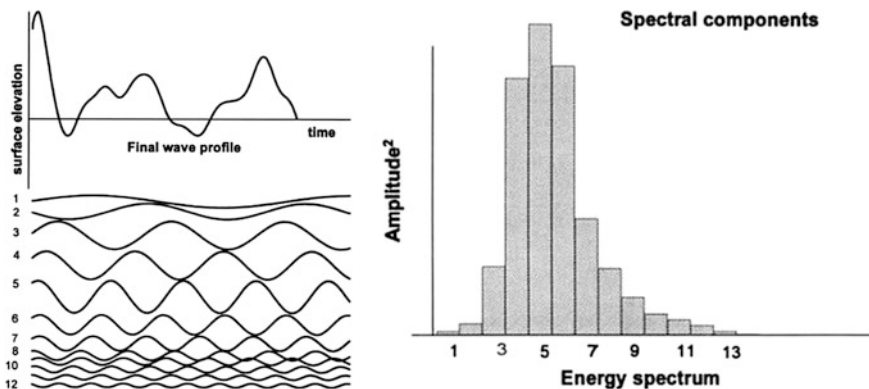 surface elevation
time
Final wave profile
1
2
3
4
5
6
7
8
10
12
Spectral components
Amplitude²
1 3 5 7 9 11 13
Energy spectrum